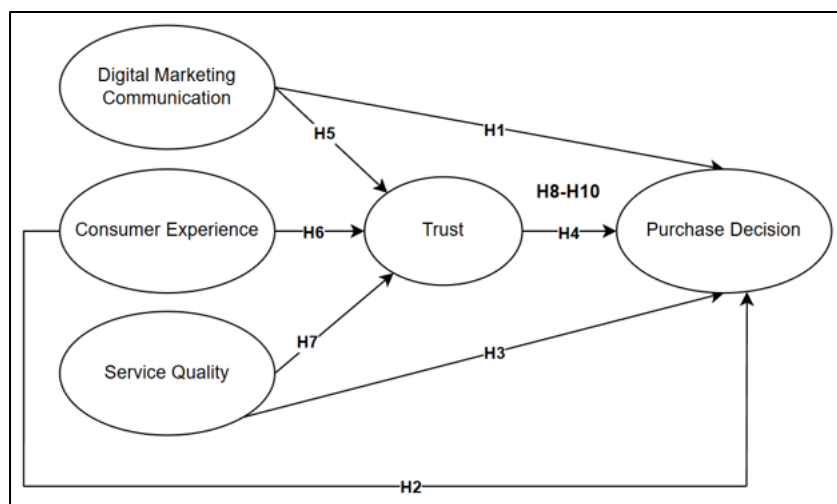 Digital Marketing
Communication
H5
H1
H8-H10
Consumer Experience
H6
Trust
H4
Purchase Decision
H7
Service Quality
H3
H2